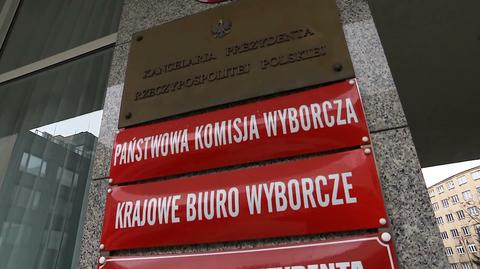 KANCELARIA PREZYDENTA
RZECZYPOSPOLITEJ POLSKIEJ
PAŃSTWOWA KOMISJA WYBORCZA
KRAJOWE BIURO WYBORCZE